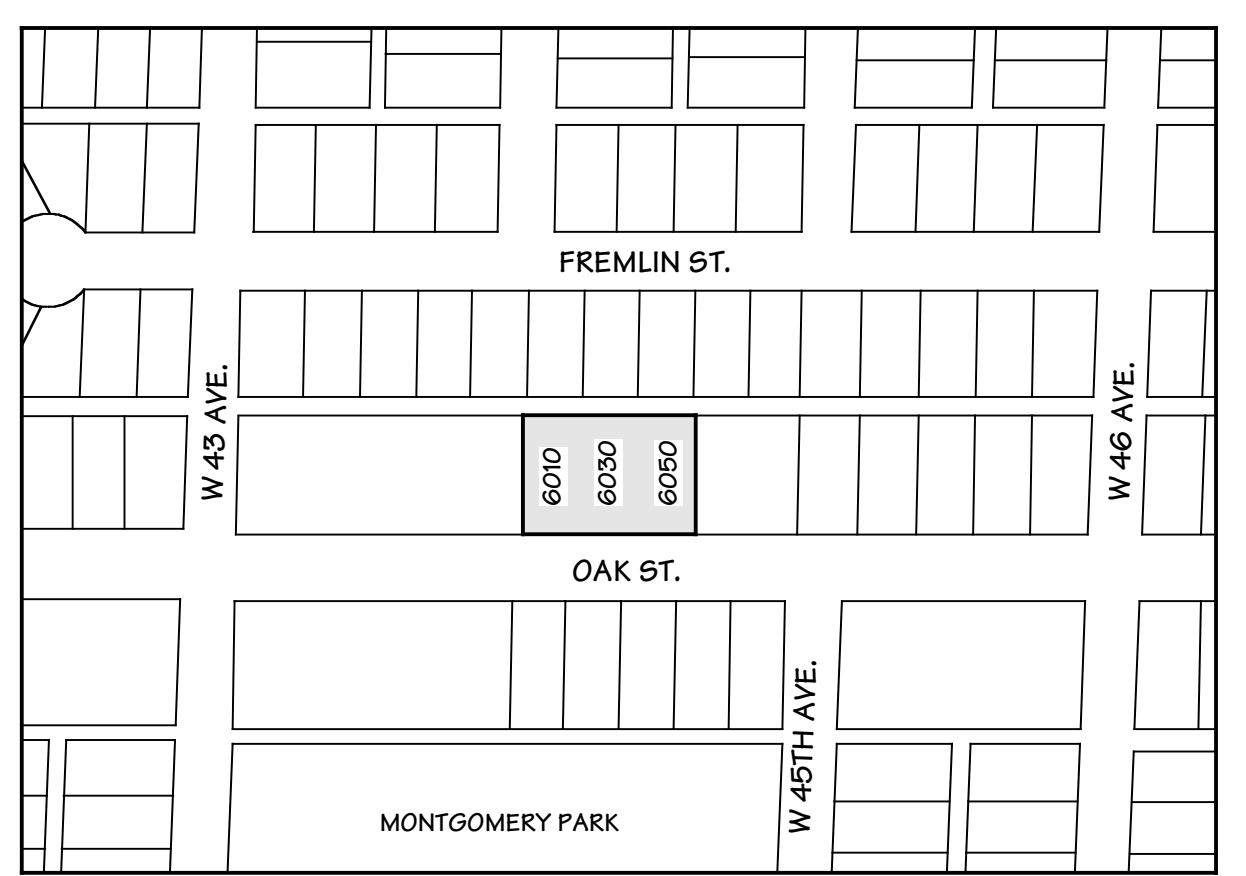 FREMLIN ST.
W 43 AVE.
W 46 AVE.
6010
6030
6050
OAK ST.
W 45TH AVE.
MONTGOMERY PARK